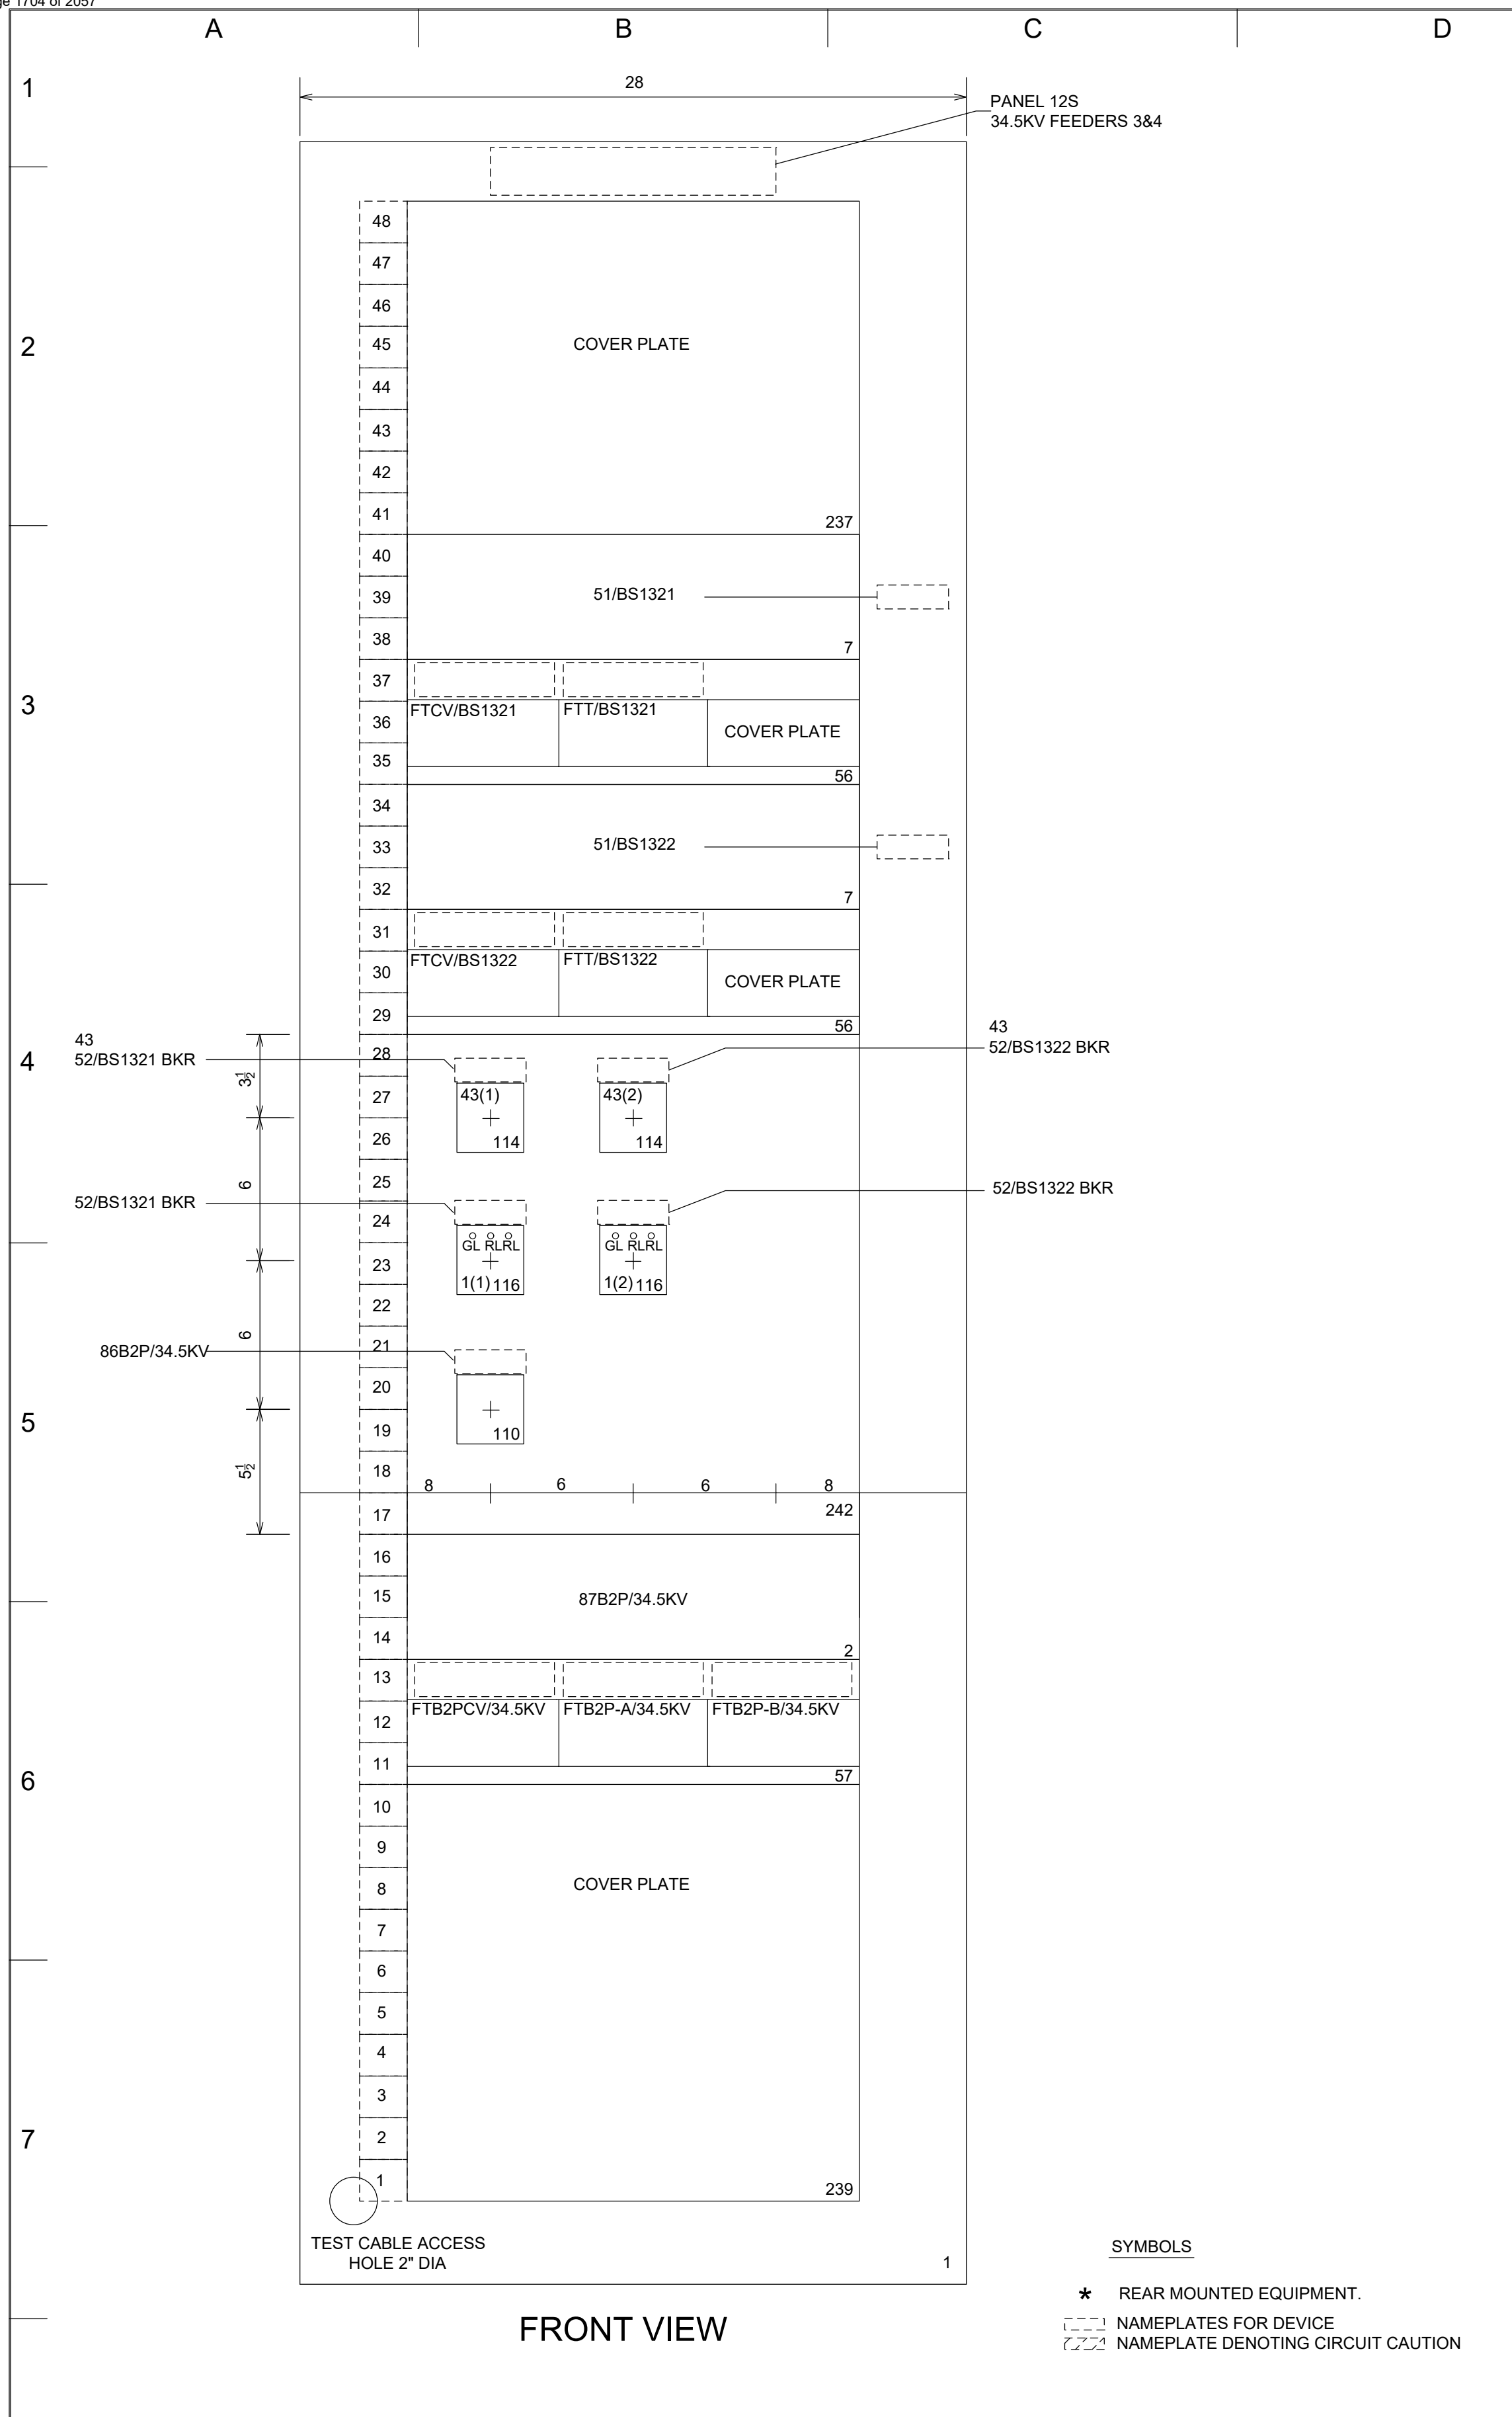 ge 1704 of 2057
A
B
C
D
1
28
PANEL 12S
34.5KV FEEDERS 3&4
48
47
46
2
45
COVER PLATE
44
43
42
41
237
40
39
51/BS1321
38
7
37
3
36
FTCV/BS1321
FTT/BS1321
COVER PLATE
35
56
34
33
51/BS1322
32
7
31
30
FTCV/BS1322
FTT/BS1322
COVER PLATE
29
56
43
52/BS1321 BKR
43
52/BS1322 BKR
4
28
3½
27
43(1)
114
43(2)
114
26
25
6
52/BS1321 BKR
52/BS1322 BKR
24
GL RLRL
GL RLRL
23
1(1) 116
1(2) 116
22
6
21
86B2P/34.5KV
20
5
19
110
18
5½
8
6
6
8
17
242
16
15
87B2P/34.5KV
14
2
13
12
FTB2PCV/34.5KV
FTB2P-A/34.5KV
FTB2P-B/34.5KV
11
6
57
10
9
8
COVER PLATE
7
6
5
4
3
7
2
1
239
TEST CABLE ACCESS
HOLE 2" DIA
1
SYMBOLS
* REAR MOUNTED EQUIPMENT.
NAMEPLATES FOR DEVICE
NAMEPLATE DENOTING CIRCUIT CAUTION
FRONT VIEW